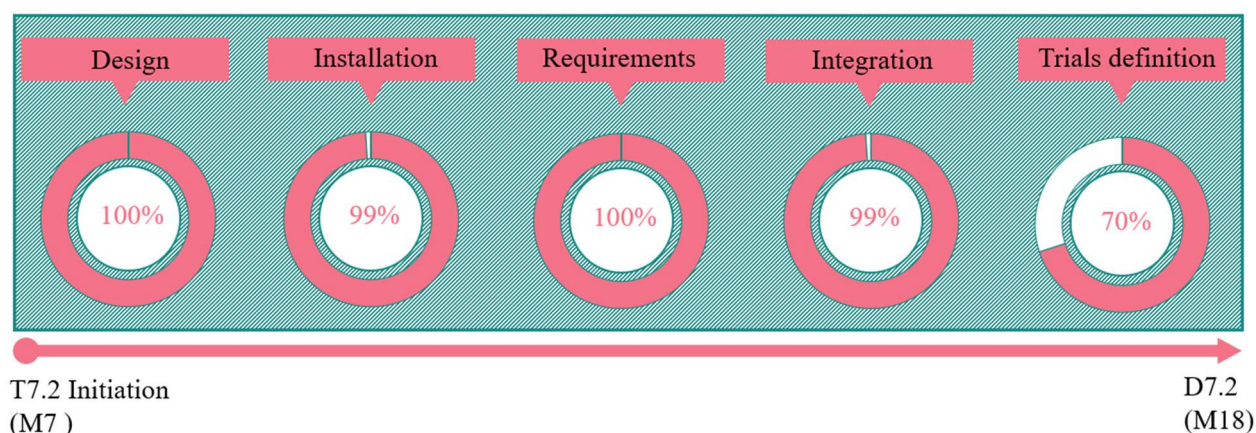 Design
Installation
Requirements
Integration
Trials definition
100%
99%
100%
99%
70%
T7.2 Initiation
(M7 )
D7.2
(M18)